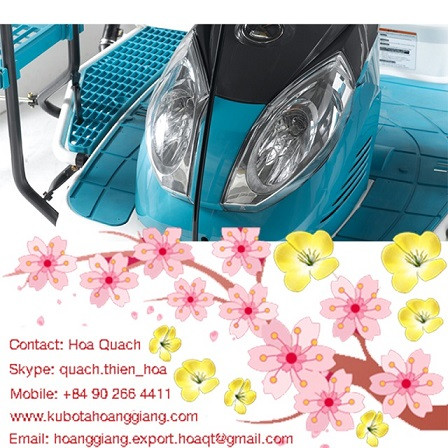 Contact: Hoa Quach
Skype: quach.thien_hoa
Mobile: +84 90 266 4411
www.kubotahoanggiang.com
Email: hoanggiang.export.hoaqt@gmail.com